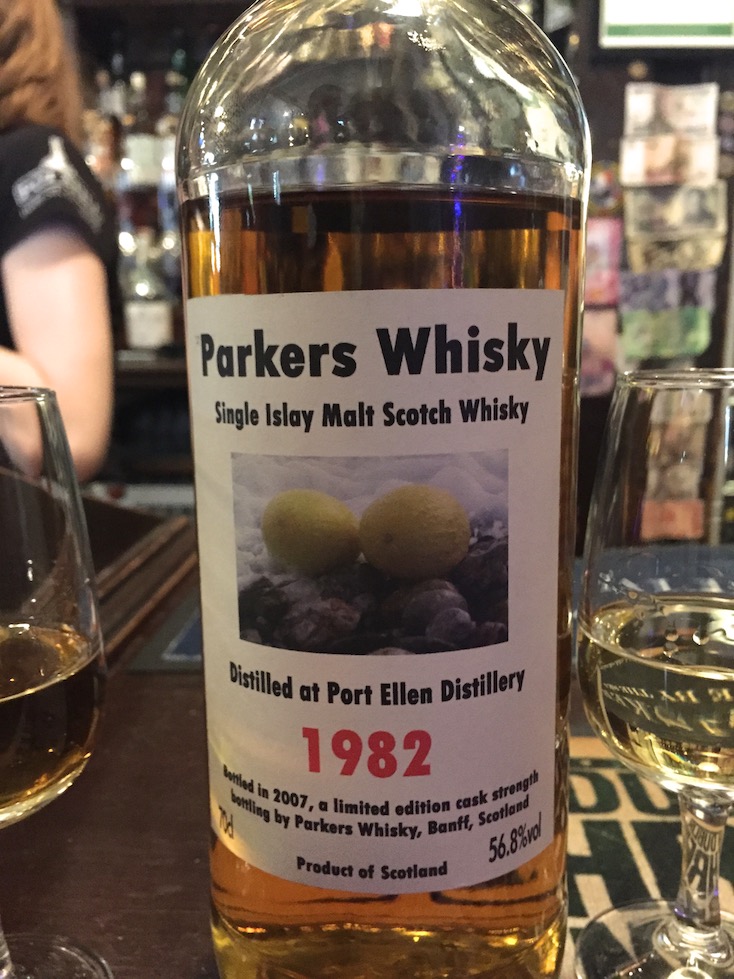 Parkers Whisky
Single Islay Malt Scotch Whisky
Distilled at Port Ellen Distillery
1982
Bottled in 2007, a limited edition cask strength
bottling by Parkers Whisky, Banff, Scotland
70cl
56.8%vol
Product of Scotland